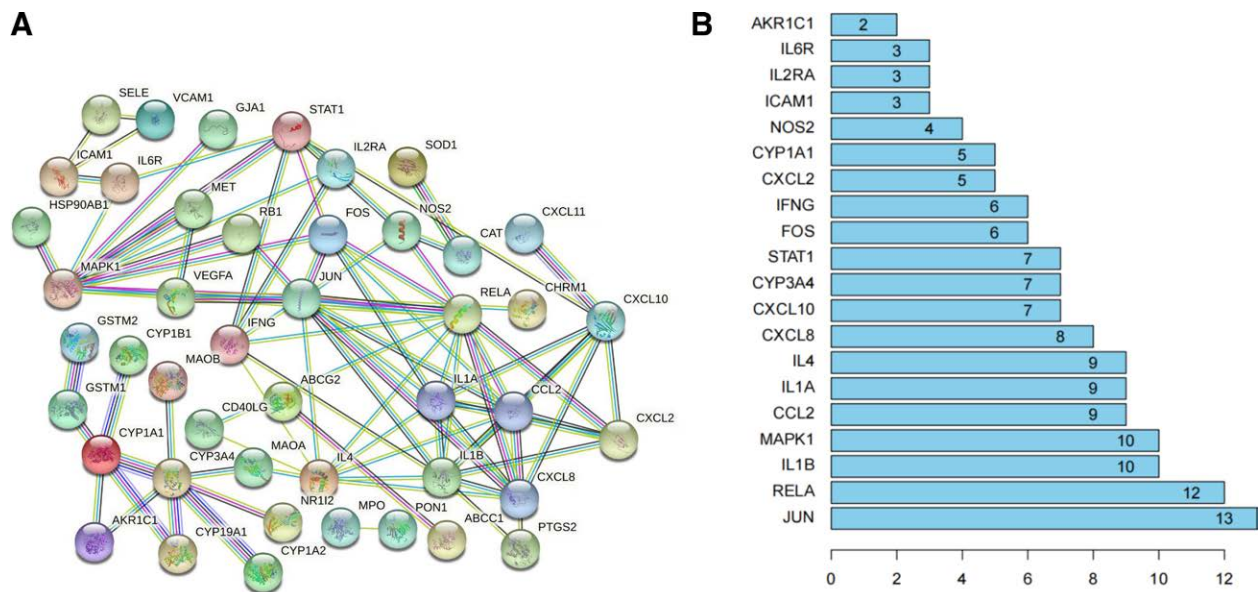 A
SELE
VCAM1
GJA1
STAT1
ICAM1
IL6R
IL2RA
SOD1
HSP90AB1
MET
RB1
FOS
NOS2
CXCL11
CAT
MAPK1
VEGFA
JUN
RELA
CHRM1
CXCL10
GSTM2
CYP1B1
IFNG
MAOB
GSTM1
ABCG2
IL1A
CCL2
CD40LG
CXCL2
CYP1A1
CYP3A4
MAOA
IL4
IL1B
CXCL8
NR1I2
MPO
PON1
ABCC1
PTGS2
AKR1C1
CYP19A1
CYP1A2
B
AKR1C1 2
IL6R 3
IL2RA 3
ICAM1 3
NOS2 4
CYP1A1 5
CXCL2 5
IFNG 6
FOS 6
STAT1 7
CYP3A4 7
CXCL10 7
CXCL8 8
IL4 9
IL1A 9
CCL2 9
MAPK1 10
IL1B 10
RELA 12
JUN 13
0 2 4 6 8 10 12